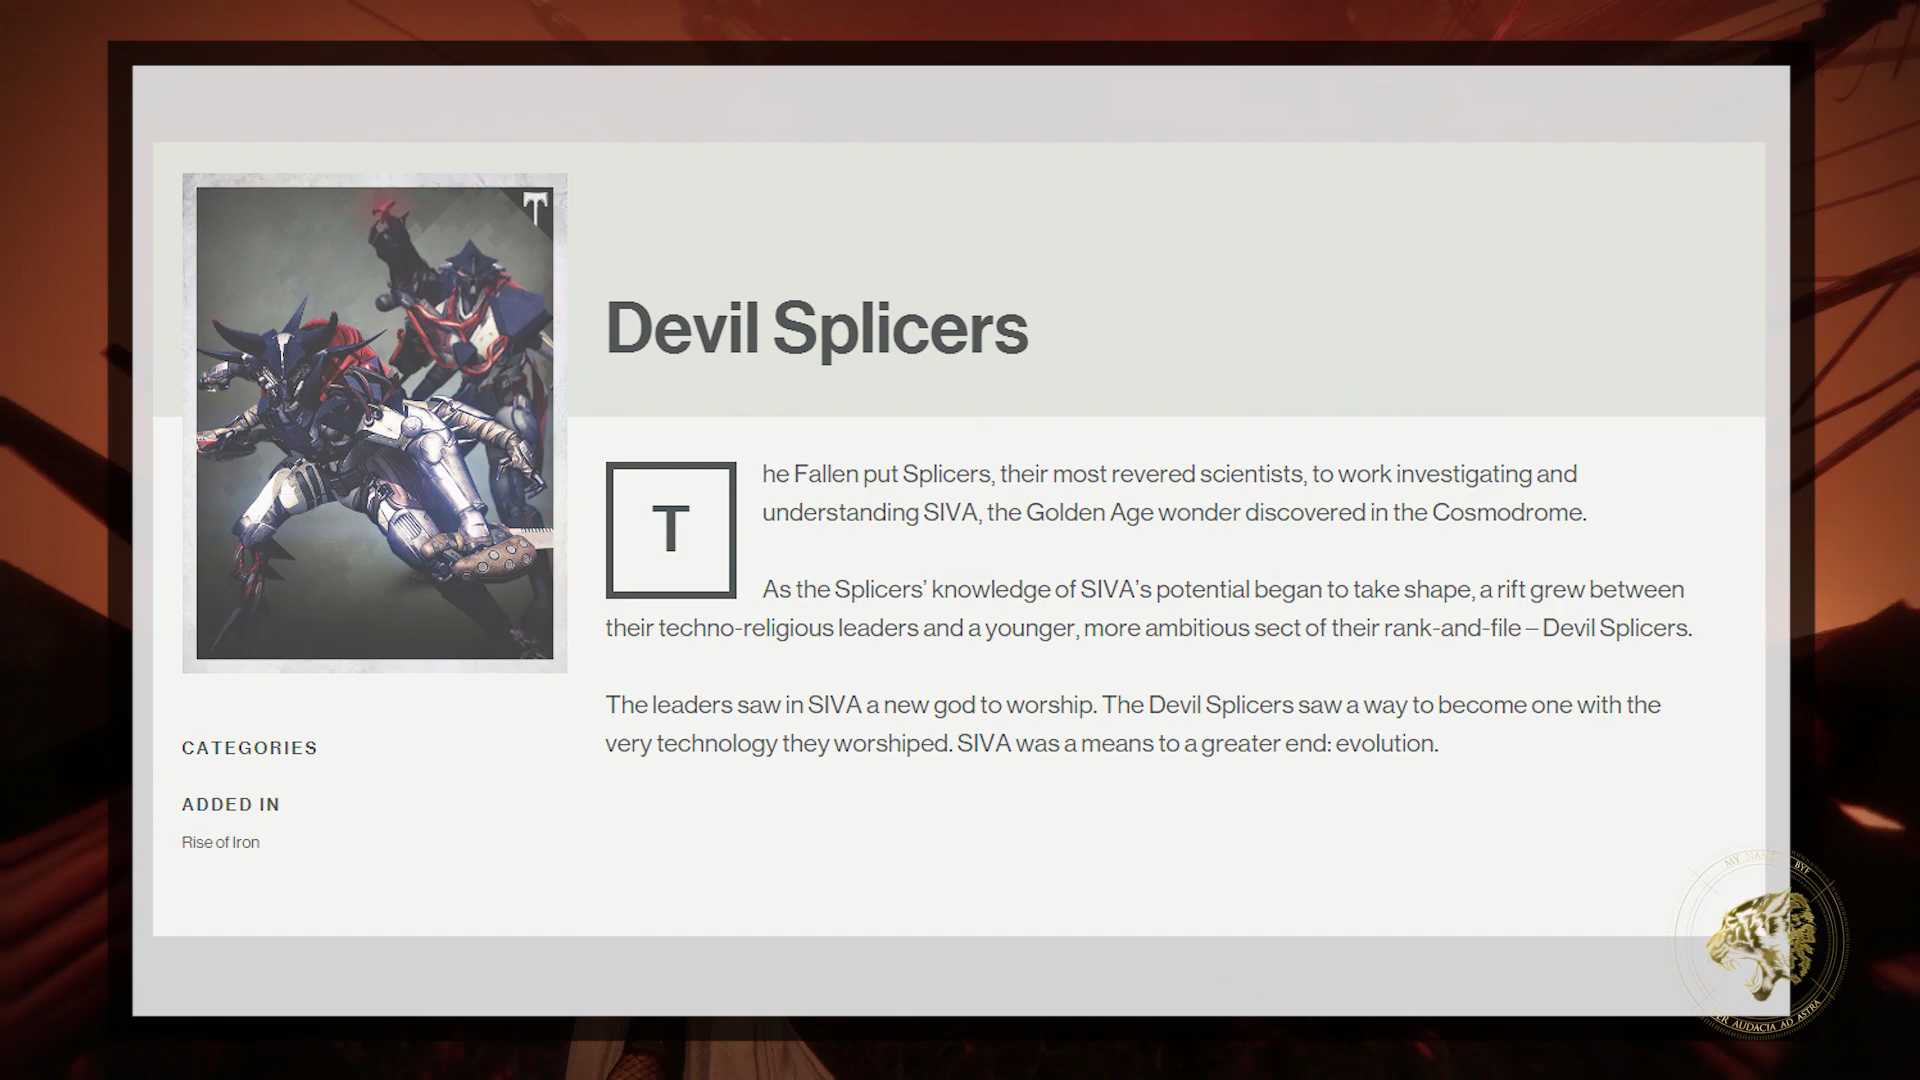 Devil Splicers
The Fallen put Splicers, their most revered scientists, to work investigating and
understanding SIVA, the Golden Age wonder discovered in the Cosmodrome.
As the Splicers’ knowledge of SIVA’s potential began to take shape, a rift grew between
their techno-religious leaders and a younger, more ambitious sect of their rank-and-file – Devil Splicers.
The leaders saw in SIVA a new god to worship. The Devil Splicers saw a way to become one with the
very technology they worshiped. SIVA was a means to a greater end: evolution.
CATEGORIES
ADDED IN
Rise of Iron
MY NAME BYF
AUDACIA AD ASTRA